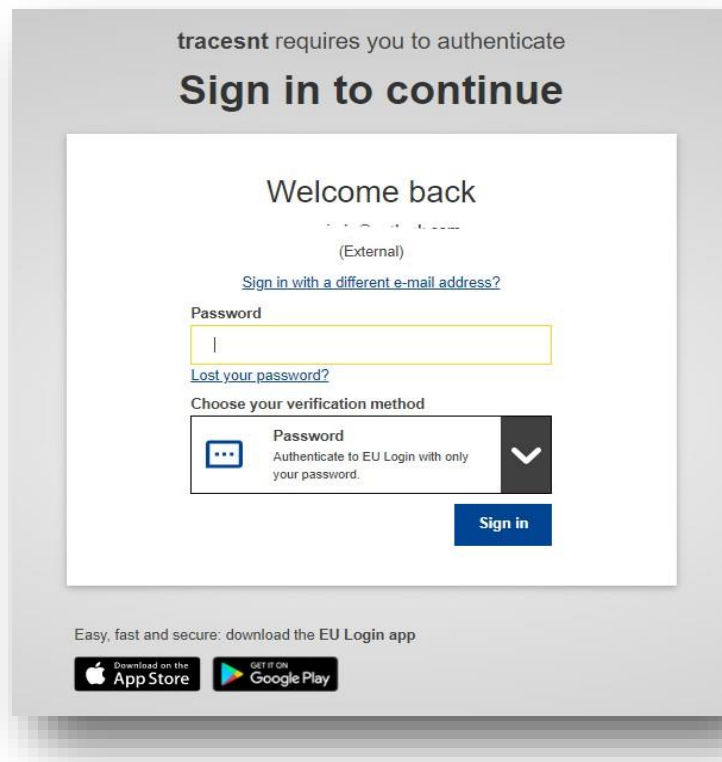 tracesnt requires you to authenticate
Sign in to continue
Welcome back
(External)
Sign in with a different e-mail address?
Password
Lost your password?
Choose your verification method
Password
Authenticate to EU Login with only
your password.
Sign in
Easy, fast and secure: download the EU Login app
Download on the
App Store
GET IT ON
Google Play